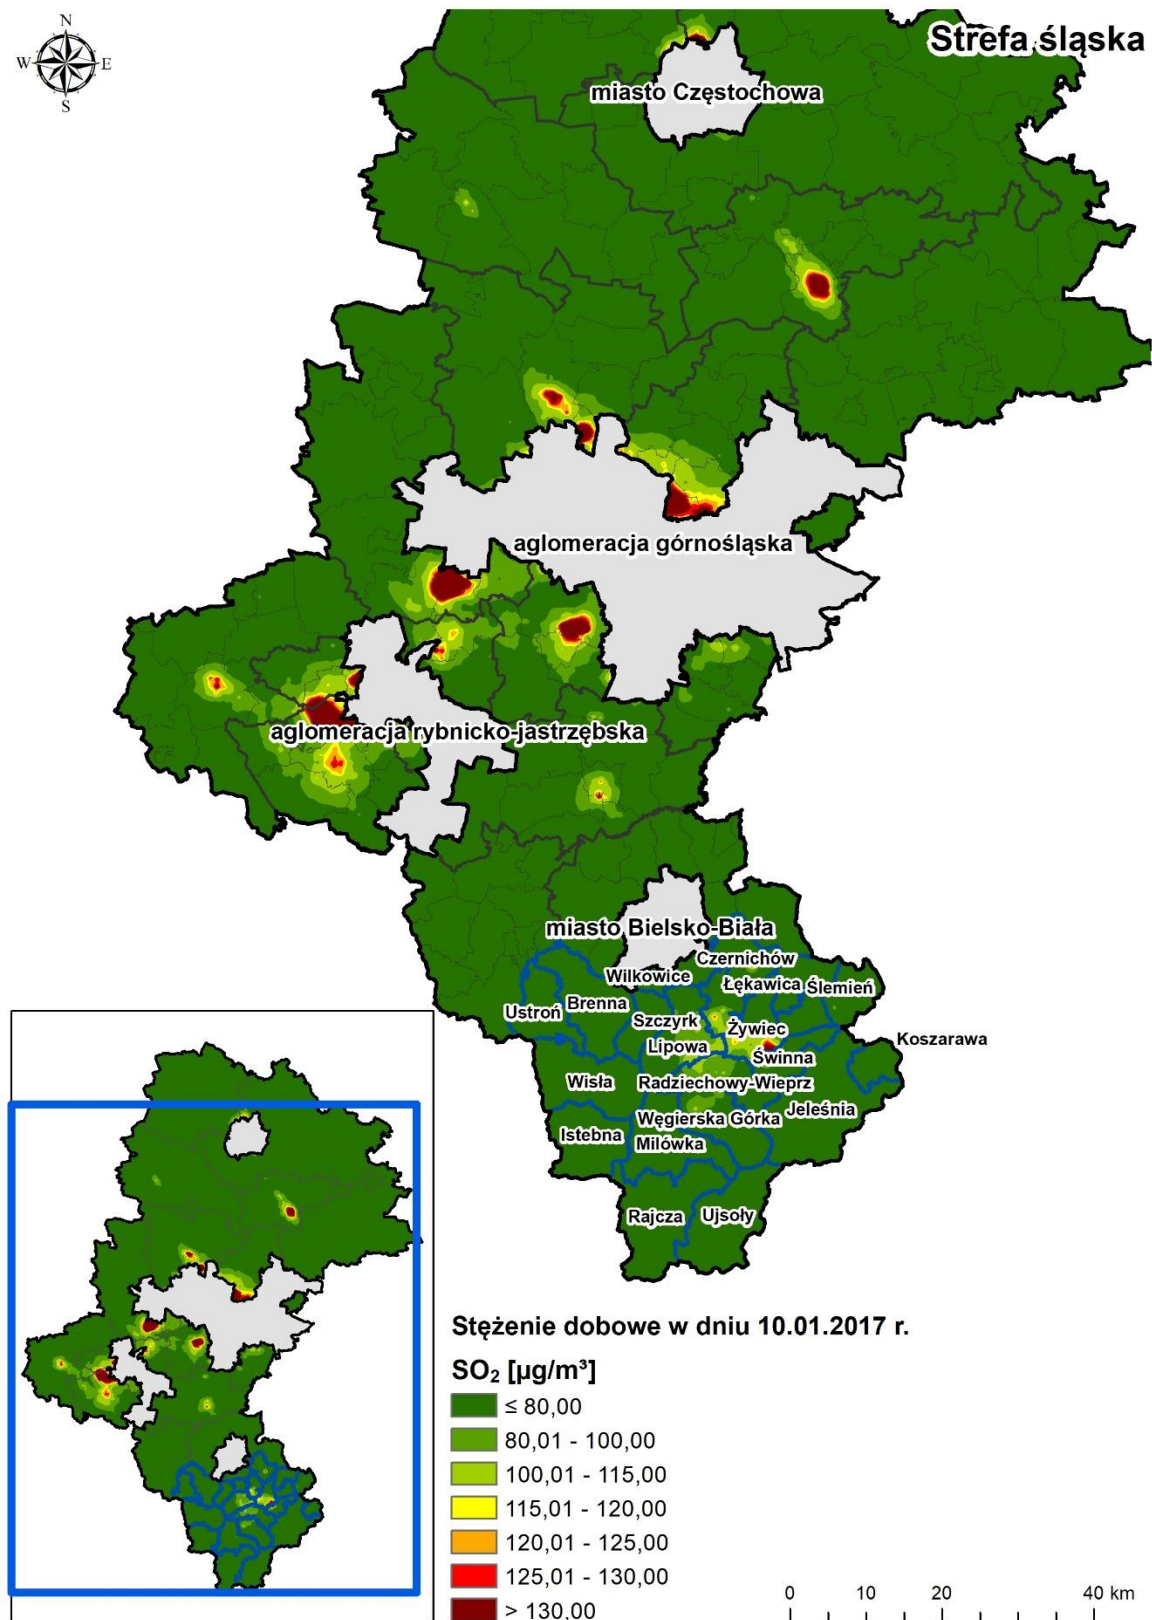 N
W E
S
Strefa śląska
miasto Częstochowa
aglomeracja górnośląska
aglomeracja rybnicko-jastrzębska
miasto Bielsko-Biała
Czernichów
Wilkowice
Łękawica
Ślemień
Brenna
Ustroń
Szczyrk
Żywiec
Koszarawa
Lipowa
Świnna
Wisła
Radziechowy-Wieprz
Jeleśnia
Węgierska Górka
Istebna
Milówka
Rajcza
Ujsoły
Stężenie dobowe w dniu 10.01.2017 r.
SO₂ [µg/m³]
≤ 80,00
80,01 - 100,00
100,01 - 115,00
115,01 - 120,00
120,01 - 125,00
125,01 - 130,00
> 130,00
0 10 20 40 km